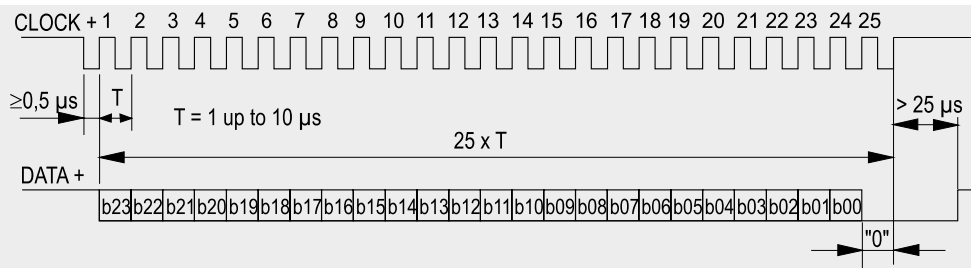 CLOCK + 1 2 3 4 5 6 7 8 9 10 11 12 13 14 15 16 17 18 19 20 21 22 23 24 25
≥0,5 µs T T = 1 up to 10 µs > 25 µs
25 x T
DATA +
b23 b22 b21 b20 b19 b18 b17 b16 b15 b14 b13 b12 b11 b10 b09 b08 b07 b06 b05 b04 b03 b02 b01 b00
"0"